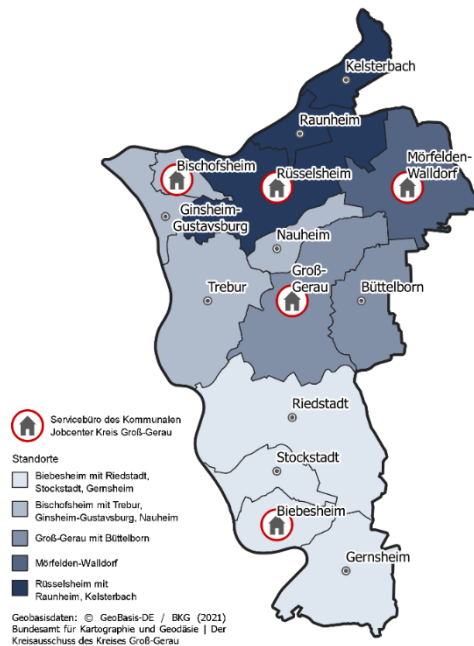 Kelsterbach
Raunheim
Bischofsheim
Rüsselsheim
Mörfelden-
Walldorf
Ginsheim-
Gustavsburg
Nauheim
Groß-
Gerau
Trebur
Büttelborn
Riedstadt
Stockstadt
Biebesheim
Gernsheim
Servicebüro des Kommunalen
Jobcenter Kreis Groß-Gerau
Standorte
Biebesheim mit Riedstadt,
Stockstadt, Gernsheim
Bischofsheim mit Trebur,
Ginsheim-Gustavsburg, Nauheim
Groß-Gerau mit Büttelborn
Mörfelden-Walldorf
Rüsselsheim mit
Raunheim, Kelsterbach
Geobasisdaten: © GeoBasis-DE / BKG (2021)
Bundesamt für Kartographie und Geodäsie | Der
Kreisausschuss des Kreises Groß-Gerau